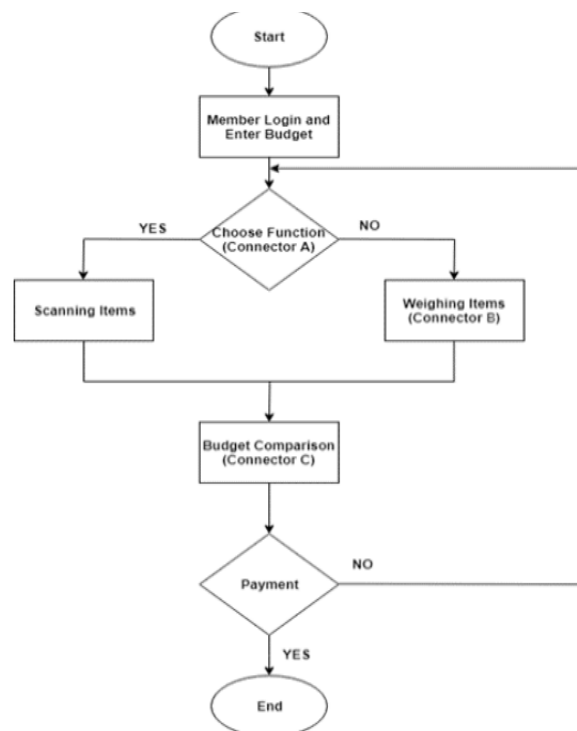 Start
Member Login and
Enter Budget
Choose Function
(Connector A)
YES
NO
Scanning Items
Weighing Items
(Connector B)
Budget Comparison
(Connector C)
Payment
NO
YES
End